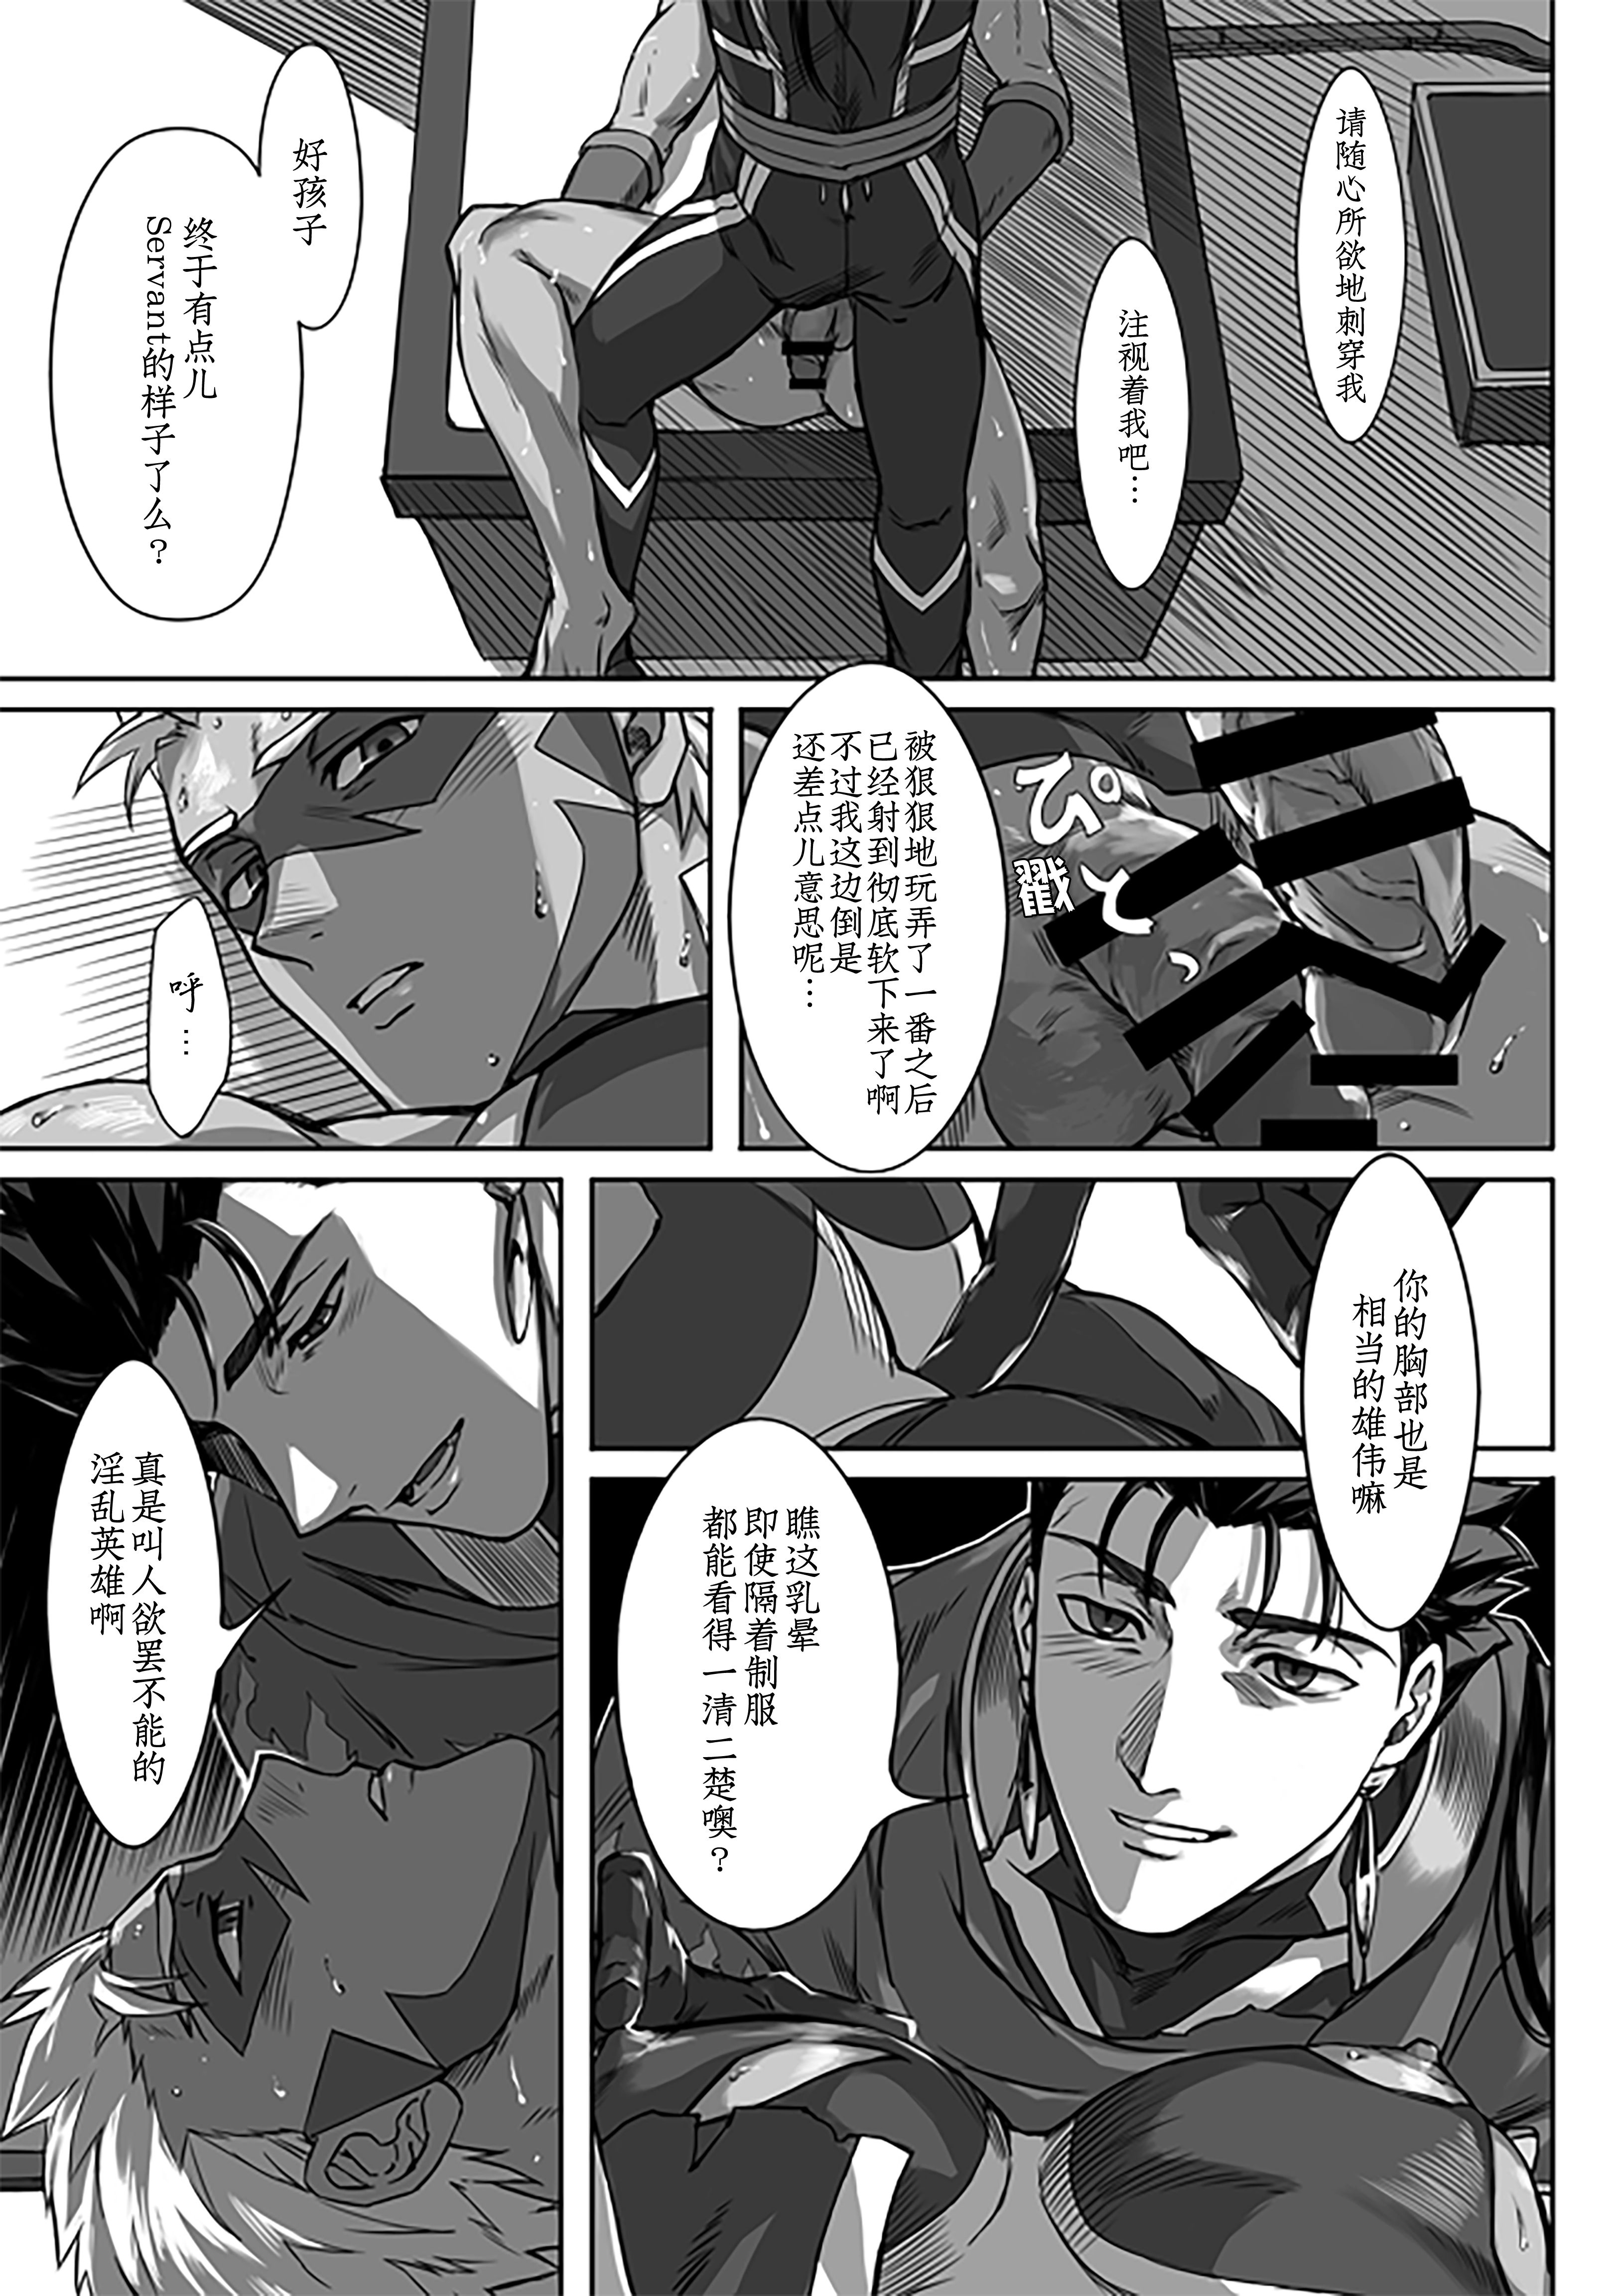 请随心所欲地刺穿我
注视着我吧…
好孩子
终于有点儿
Servant的样子了么？
ぴと
戳
被狠狠地玩弄了一番之后
已经射到彻底软下来了啊
不过我这边倒是
还差点儿意思呢…
呼…
你的胸部也是
相当的雄伟嘛
瞧这乳晕
即使隔着制服
都能看得一清二楚噢？
真是叫人欲罢不能的
淫乱英雄啊